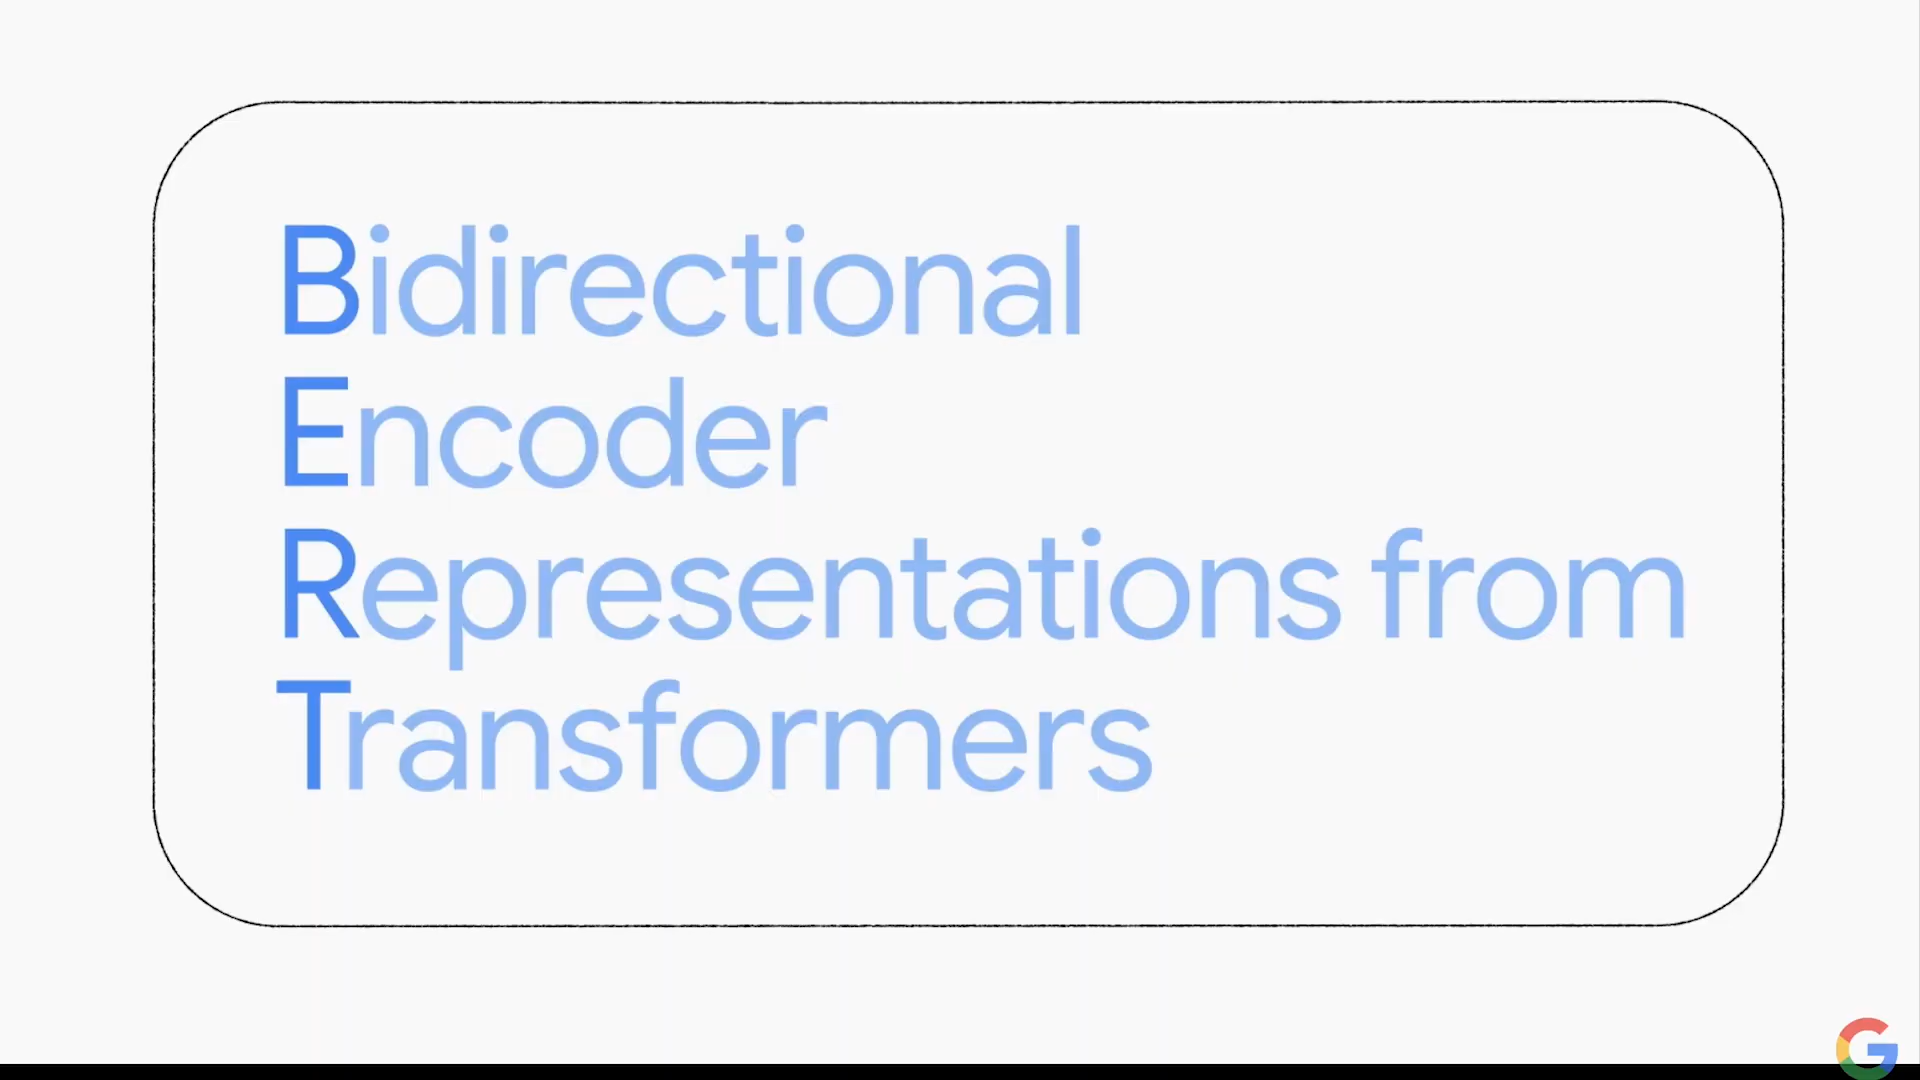 Bidirectional
Encoder
Representations from
Transformers